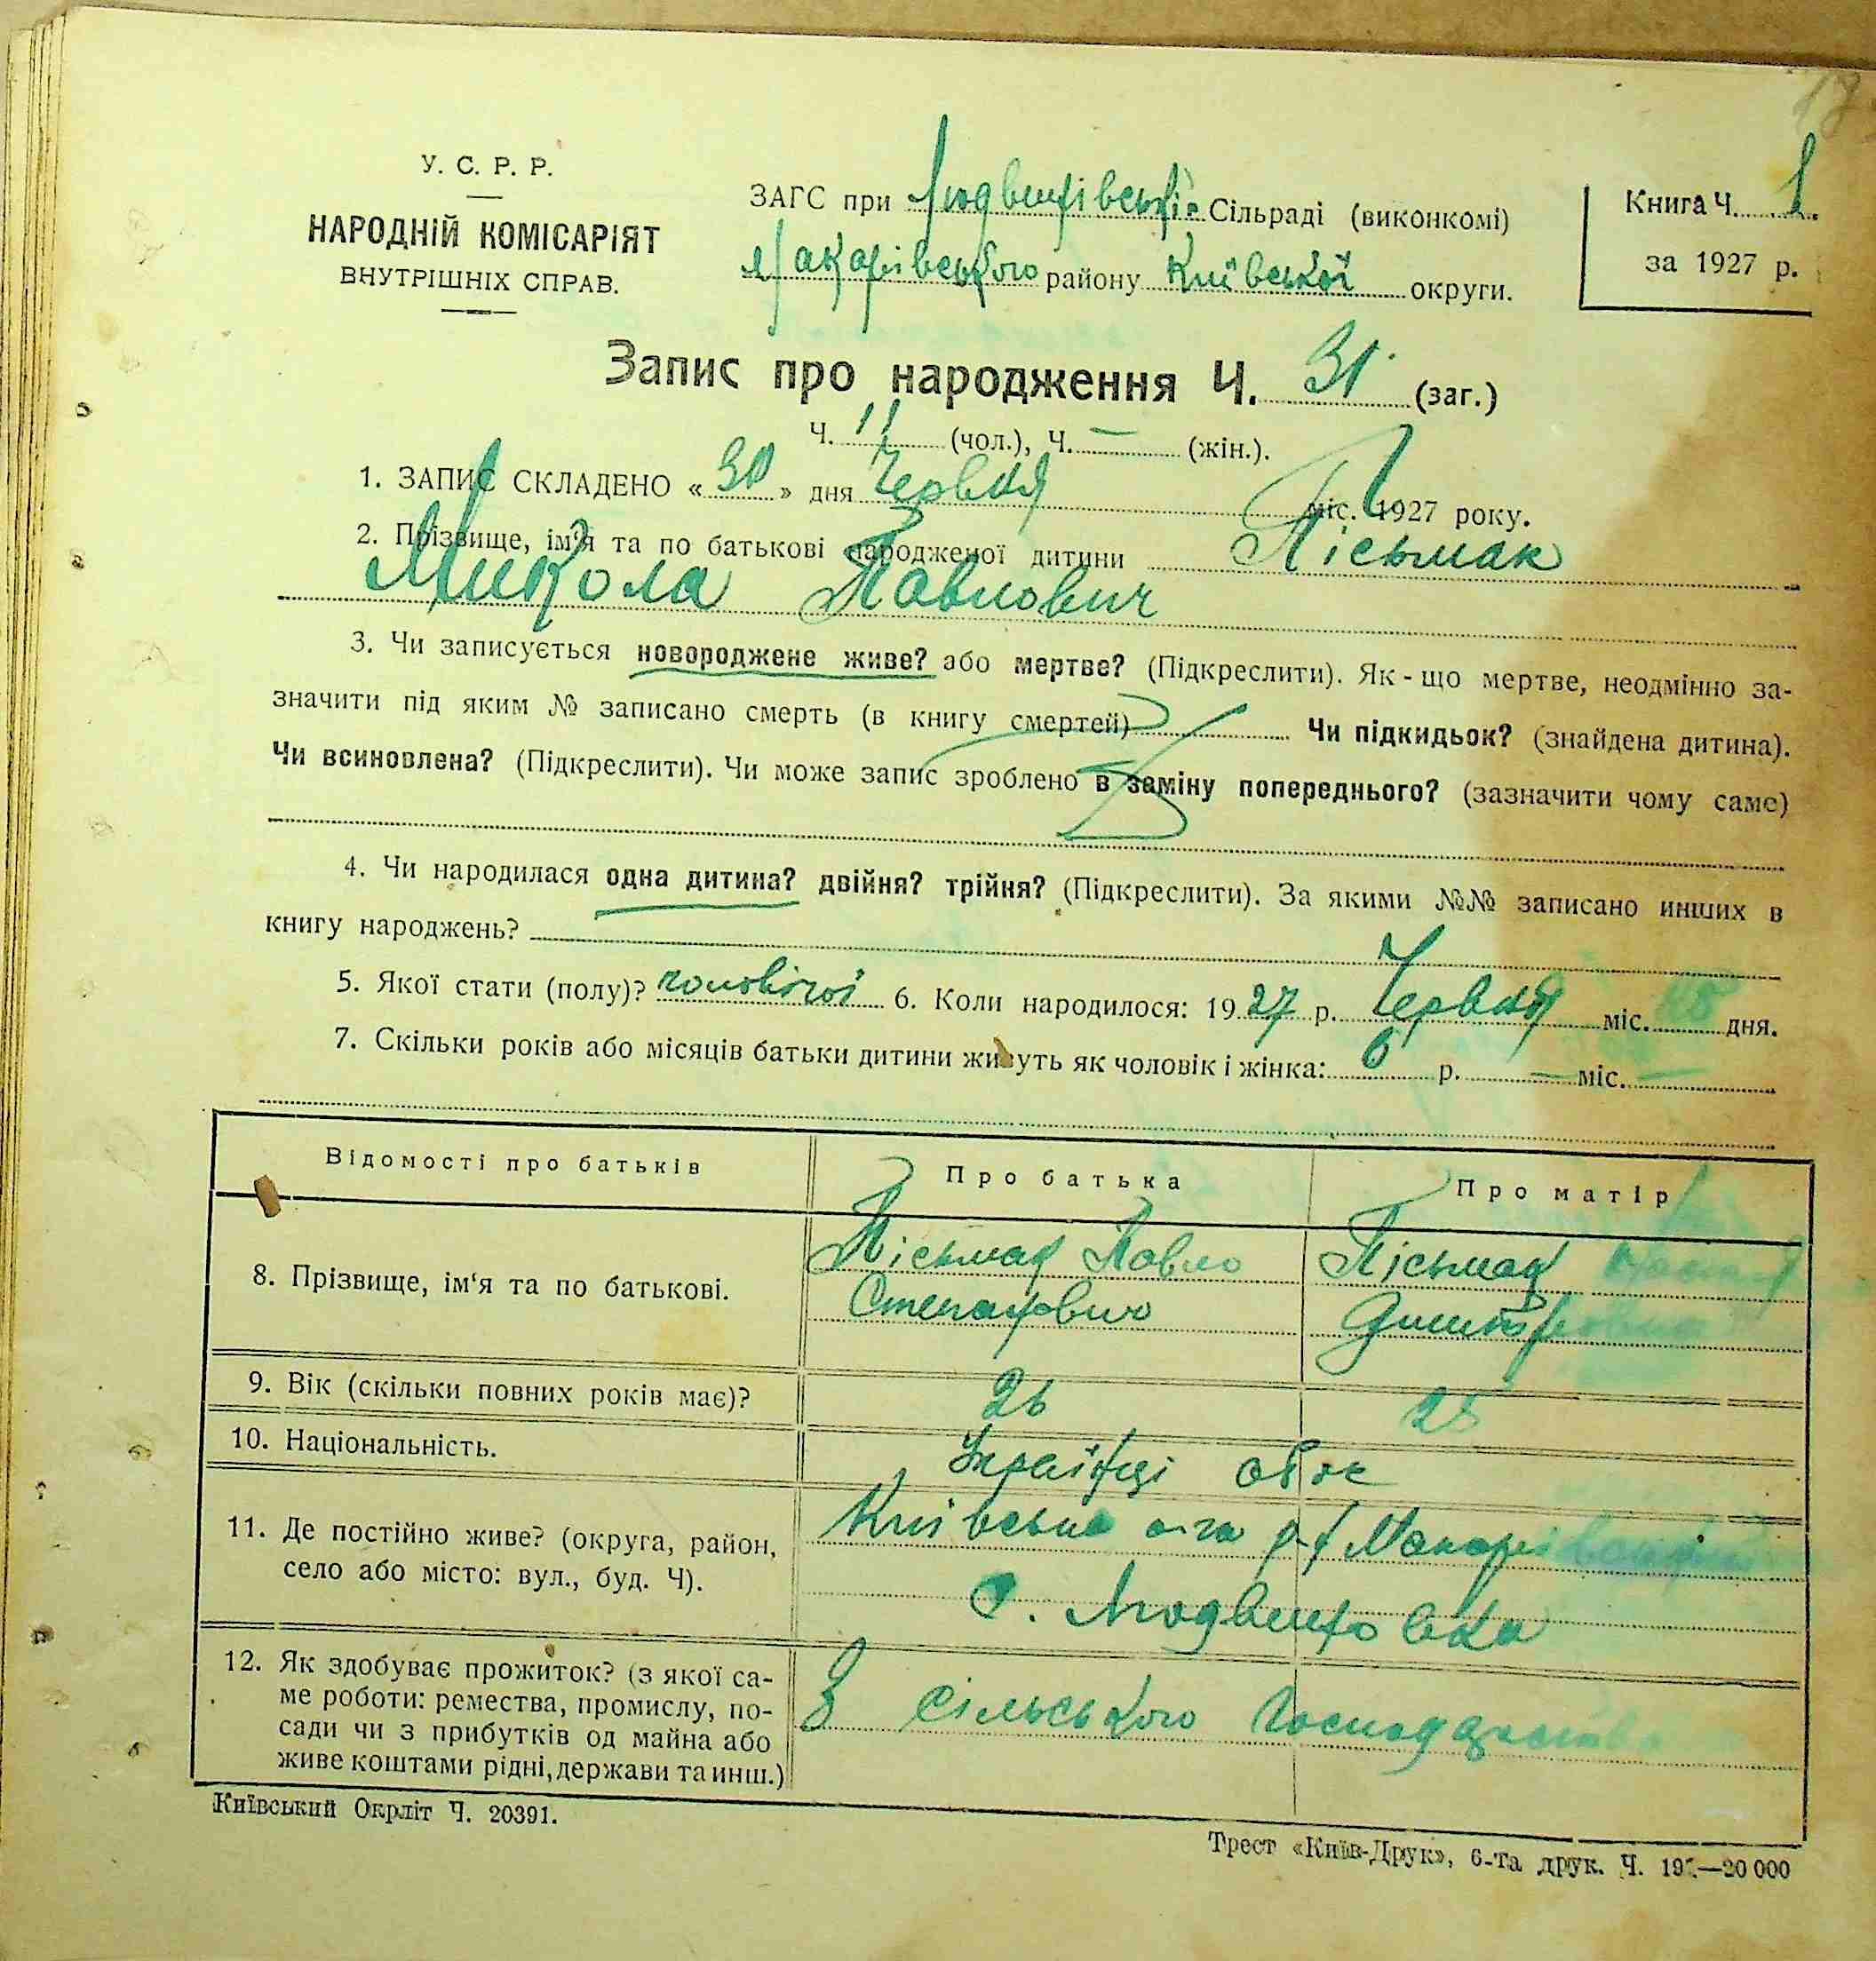 У. С. Р. Р.
НАРОДНІЙ КОМІСАРІЯТ
ВНУТРІШНІХ СПРАВ.
ЗАГС при Людвинівські Сільраді (виконкомі)
Макарівського району Київської округи.
Книга Ч. 1
за 1927 р.
Запис про народження Ч. 31 (заг.)
Ч. 11 (чол.), Ч. — (жін.).
1. ЗАПИС СКЛАДЕНО « 30 » дня Червня міс. 1927 року.
2. Прізвище, ім'я та по батькові народженої дитини Пісьмак
Микола Павлович
3. Чи записується новороджене живе? або мертве? (Підкреслити). Як - що мертве, неодмінно за-
значити під яким № записано смерть (в книгу смертей) Чи підкидьок? (знайдена дитина).
Чи всиновлена? (Підкреслити). Чи може запис зроблено в заміну попереднього? (зазначити чому саме)
4. Чи народилася одна дитина? двійня? трійня? (Підкреслити). За якими №№ записано инших в
книгу народжень?
5. Якої стати (полу)? чоловічої 6. Коли народилося: 1927 р. Червня міс. дня.
7. Скільки років або місяців батьки дитини живуть як чоловік і жінка: 6 р. — міс. —
Відомості про батьків Про батька Про матір
8. Прізвище, ім'я та по батькові.
Пісьмак Павло
Степанович
Пісьмак
9. Вік (скільки повних років має)? 26
10. Національність. Українці обоє
11. Де постійно живе? (округа, район,
село або місто: вул., буд. Ч).
Київська р-н Макарівський
с. Людвиновка
12. Як здобуває прожиток? (з якої са-
ме роботи: ремества, промислу, по-
сади чи з прибутків од майна або
живе коштами рідні, держави та инш.)
З сільського господарства
Київський Окрліт Ч. 20391.
Трест «Київ-Друк», 6-та друк. Ч. —20 000